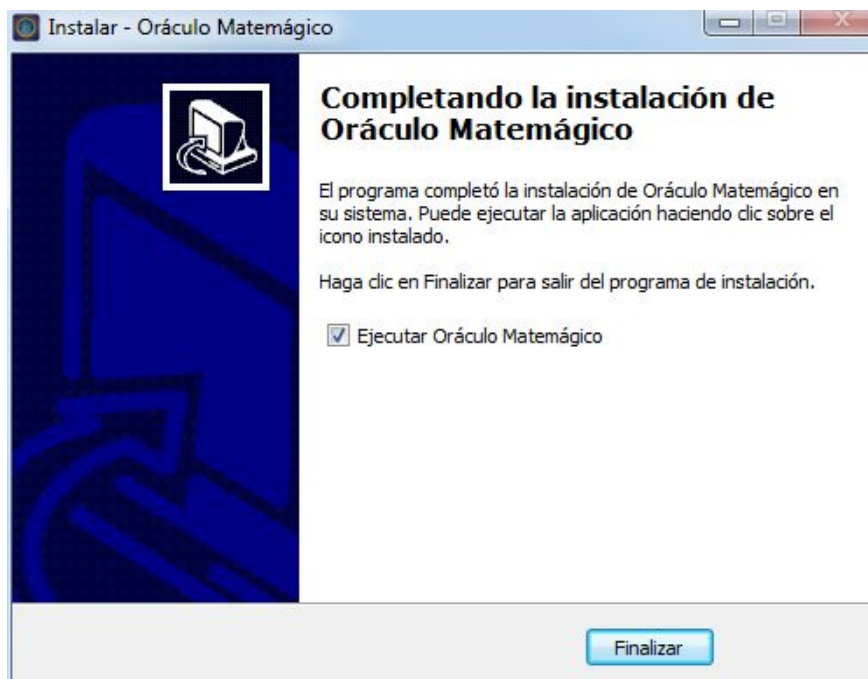 Instalar - Oráculo Matemágico
Completando la instalación de
Oráculo Matemágico
El programa completó la instalación de Oráculo Matemágico en
su sistema. Puede ejecutar la aplicación haciendo clic sobre el
icono instalado.
Haga clic en Finalizar para salir del programa de instalación.
Ejecutar Oráculo Matemágico
Finalizar